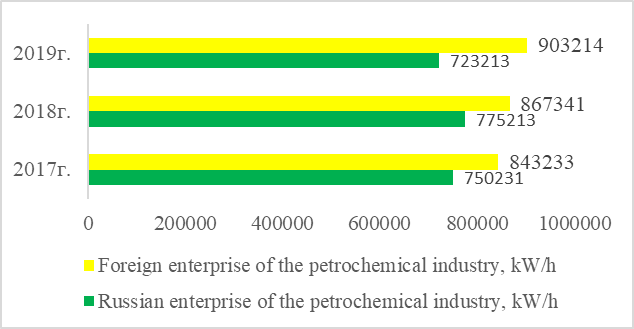 2019г.
903214
723213
2018г.
867341
775213
2017г.
843233
750231
0 200000 400000 600000 800000 1000000
Foreign enterprise of the petrochemical industry, kW/h
Russian enterprise of the petrochemical industry, kW/h